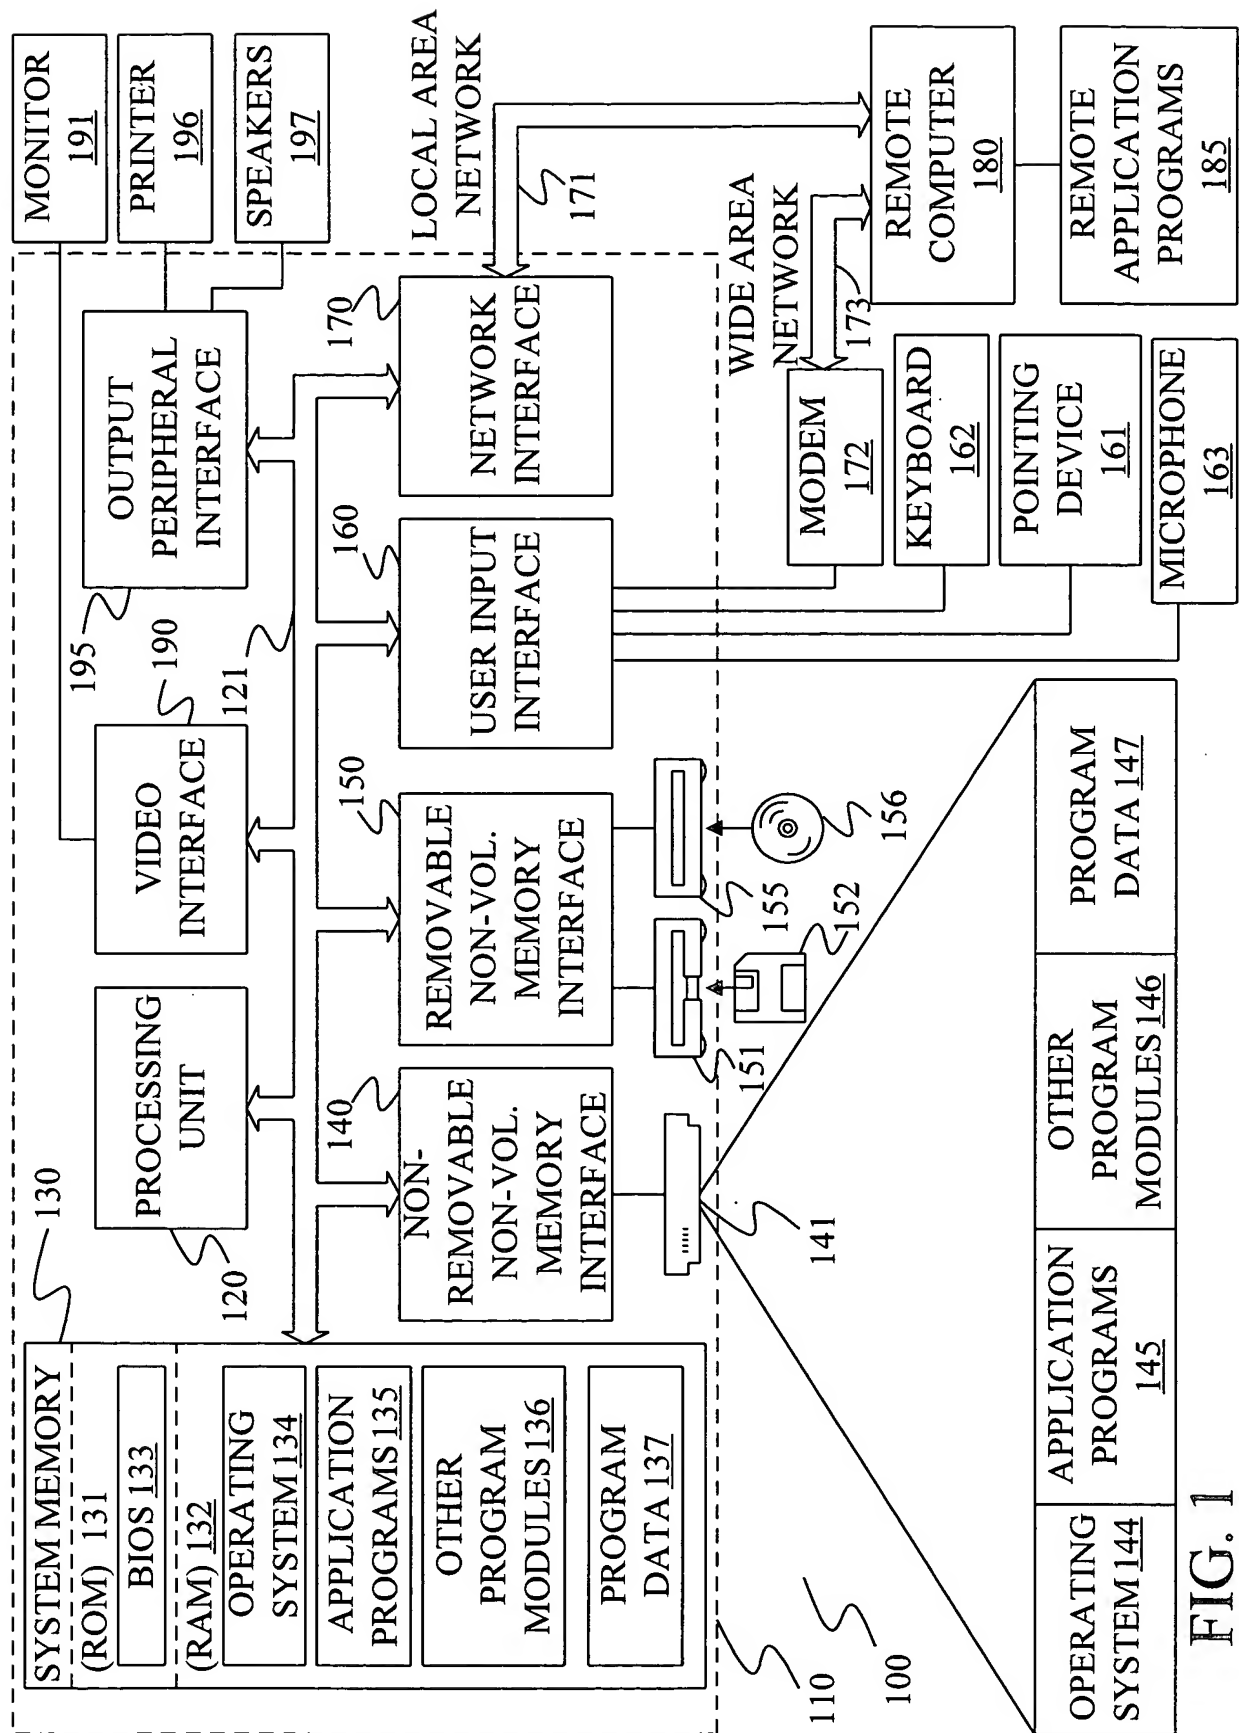 SYSTEM MEMORY
(ROM) 131
BIOS 133
(RAM) 132
OPERATING
SYSTEM 134
APPLICATION
PROGRAMS 135
OTHER
PROGRAM
MODULES 136
PROGRAM
DATA 137
130
120
PROCESSING
UNIT
VIDEO
INTERFACE
190
121
195
OUTPUT
PERIPHERAL
INTERFACE
MONITOR
191
PRINTER
196
SPEAKERS
197
140
NON-
REMOVABLE
NON-VOL.
MEMORY
INTERFACE
150
REMOVABLE
NON-VOL.
MEMORY
INTERFACE
160
USER INPUT
INTERFACE
170
NETWORK
INTERFACE
LOCAL AREA
NETWORK
171
WIDE AREA
NETWORK
173
141
151
152
155
156
MODEM
172
KEYBOARD
162
POINTING
DEVICE
161
MICROPHONE
163
REMOTE
COMPUTER
180
REMOTE
APPLICATION
PROGRAMS
185
110
100
OPERATING
SYSTEM 144
APPLICATION
PROGRAMS
145
OTHER
PROGRAM
MODULES 146
PROGRAM
DATA 147
FIG. 1